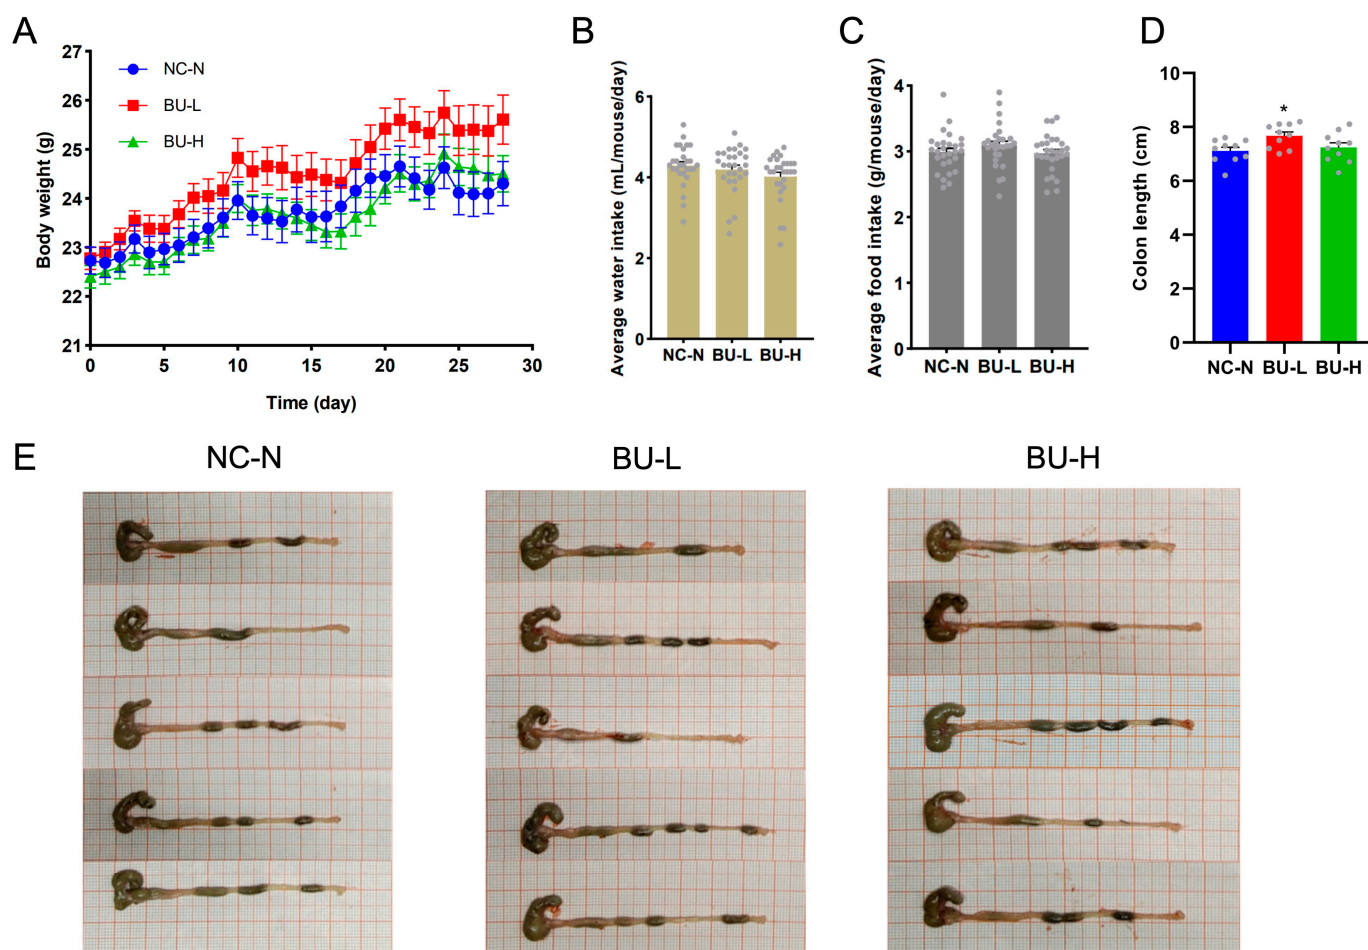 A
B
C
D
27
26
25
24
23
22
21
0
5
10
15
20
25
30
Body weight (g)
Time (day)
NC-N
BU-L
BU-H
Average water intake (mL/mouse/day)
6
4
2
0
NC-N BU-L BU-H
Average food intake (g/mouse/day)
4
3
2
1
0
NC-N BU-L BU-H
Colon length (cm)
10
8
6
4
2
0
*
NC-N BU-L BU-H
E
NC-N
BU-L
BU-H